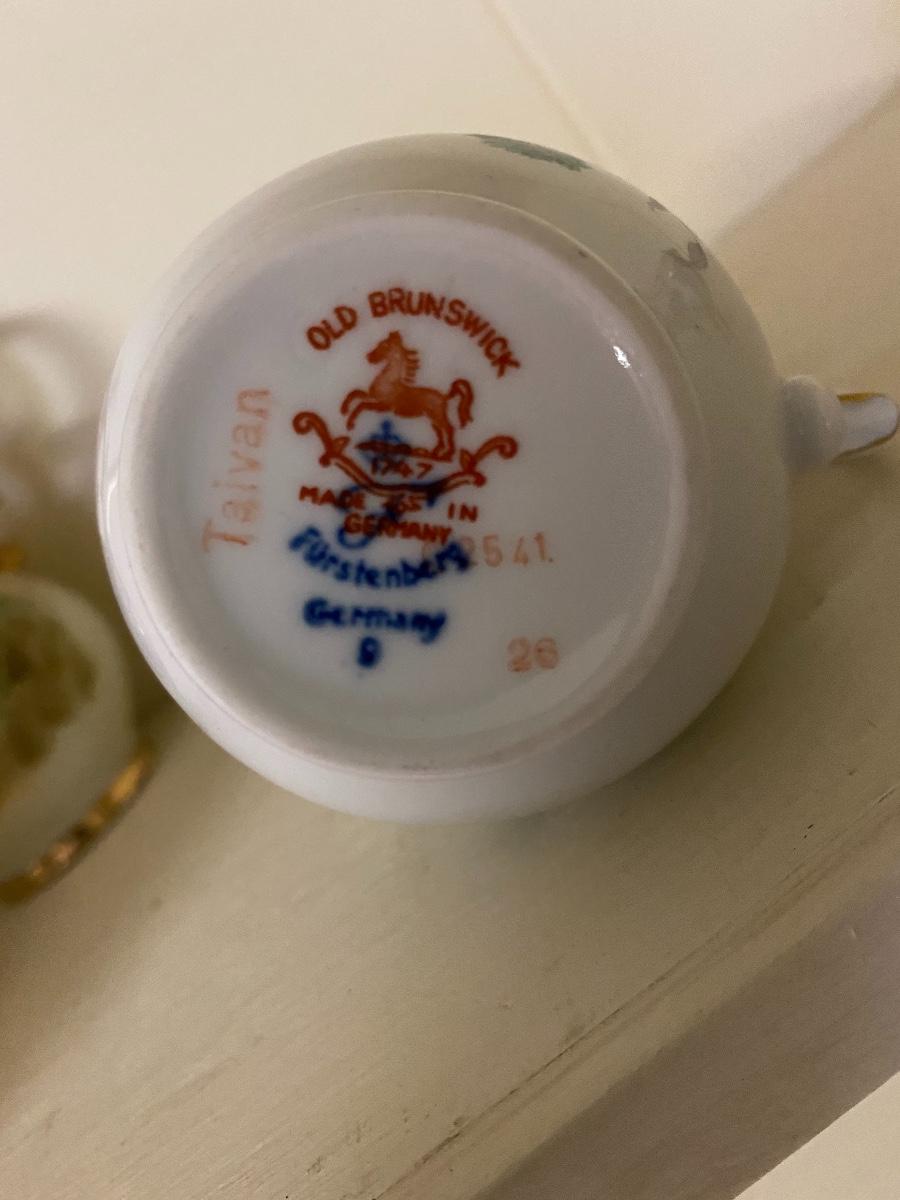 OLD BRUNSWICK
1747
MADE IN
GERMANY
Taivan
Fürstenberg
Germany
26